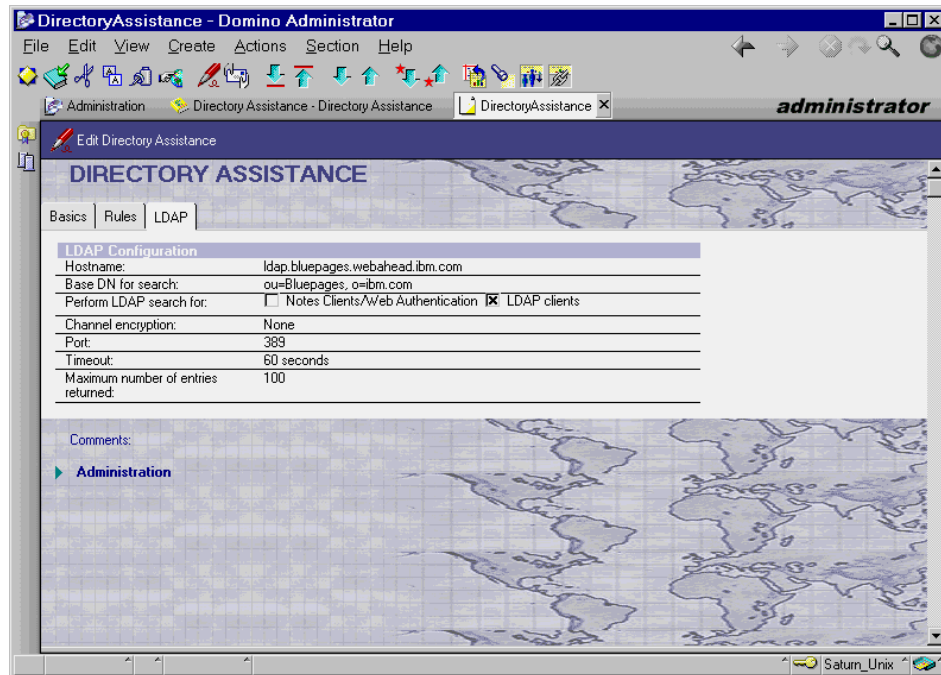 DirectoryAssistance - Domino Administrator
File Edit View Create Actions Section Help
Administration Directory Assistance - Directory Assistance DirectoryAssistance administrator
Edit Directory Assistance
DIRECTORY ASSISTANCE
Basics Rules LDAP
LDAP Configuration
Hostname: ldap.bluepages.webahead.ibm.com
Base DN for search: ou=Bluepages, o=ibm.com
Perform LDAP search for: Notes Clients/Web Authentication LDAP clients
Channel encryption: None
Port: 389
Timeout: 60 seconds
Maximum number of entries 100
returned:
Comments:
Administration
Saturn_Unix